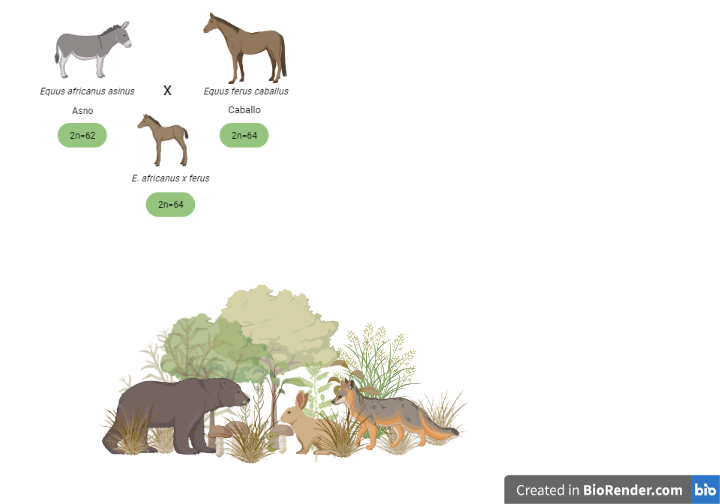 Equus africanus asinus
X
Equus ferus caballus
Asno
Caballo
2n=62
2n=64
E. africanus x ferus
2n=64
Created in BioRender.com bio